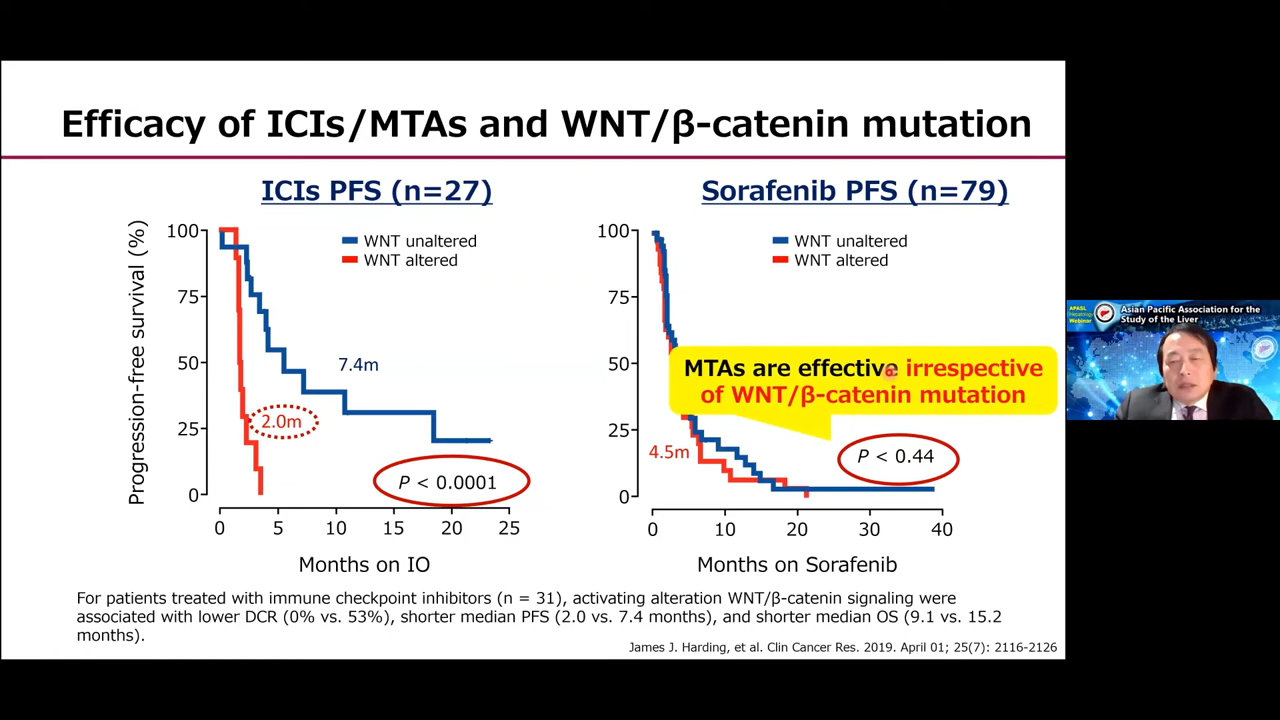 Efficacy of ICIs/MTAs and WNT/β-catenin mutation
ICIs PFS (n=27)
Progression-free survival (%)
100
75
50
25
0
WNT unaltered
WNT altered
7.4m
2.0m
P < 0.0001
0 5 10 15 20 25
Months on IO
Sorafenib PFS (n=79)
100
75
50
25
0
WNT unaltered
WNT altered
MTAs are effective irrespective
of WNT/β-catenin mutation
4.5m
P < 0.44
0 10 20 30 40
Months on Sorafenib
For patients treated with immune checkpoint inhibitors (n = 31), activating alteration WNT/β-catenin signaling were
associated with lower DCR (0% vs. 53%), shorter median PFS (2.0 vs. 7.4 months), and shorter median OS (9.1 vs. 15.2
months).
James J. Harding, et al. Clin Cancer Res. 2019. April 01; 25(7): 2116-2126
APASL
Hepatology
Webinar
Asian Pacific Association for the
Study of the Liver